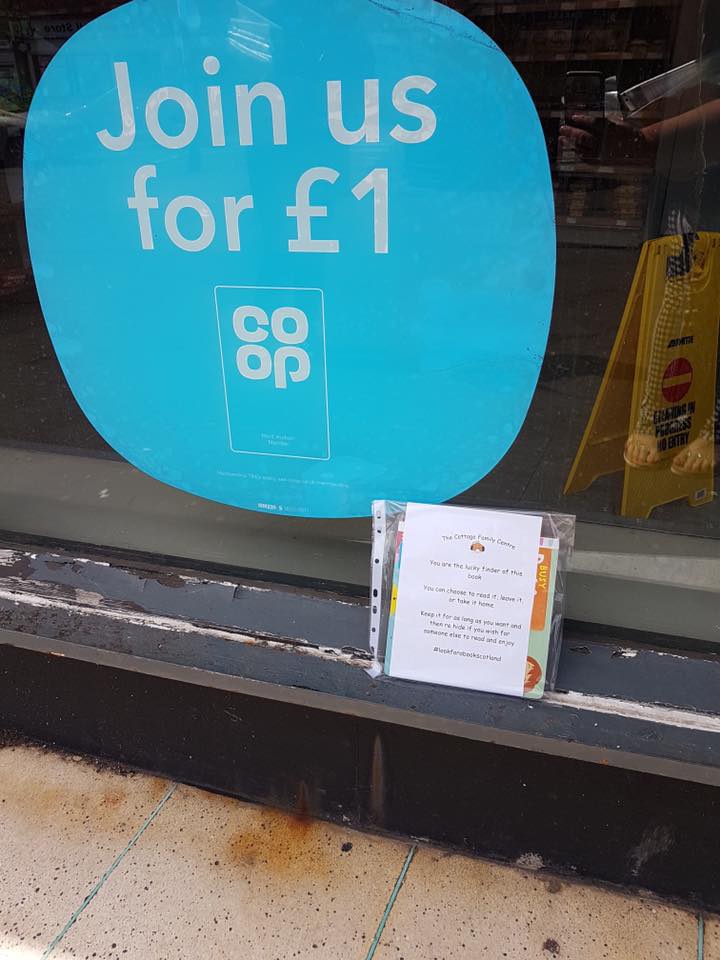 Join us
for £1
CO
OP
Member
The Cottage Family Centre
You are the lucky finder of this
book
You can choose to read it, leave it,
or take it home
Keep it for as long as you want and
then re hide if you wish for
someone else to read and enjoy
#lookforabookscotland
BUSY
CLEANING IN
PROGRESS
NO ENTRY